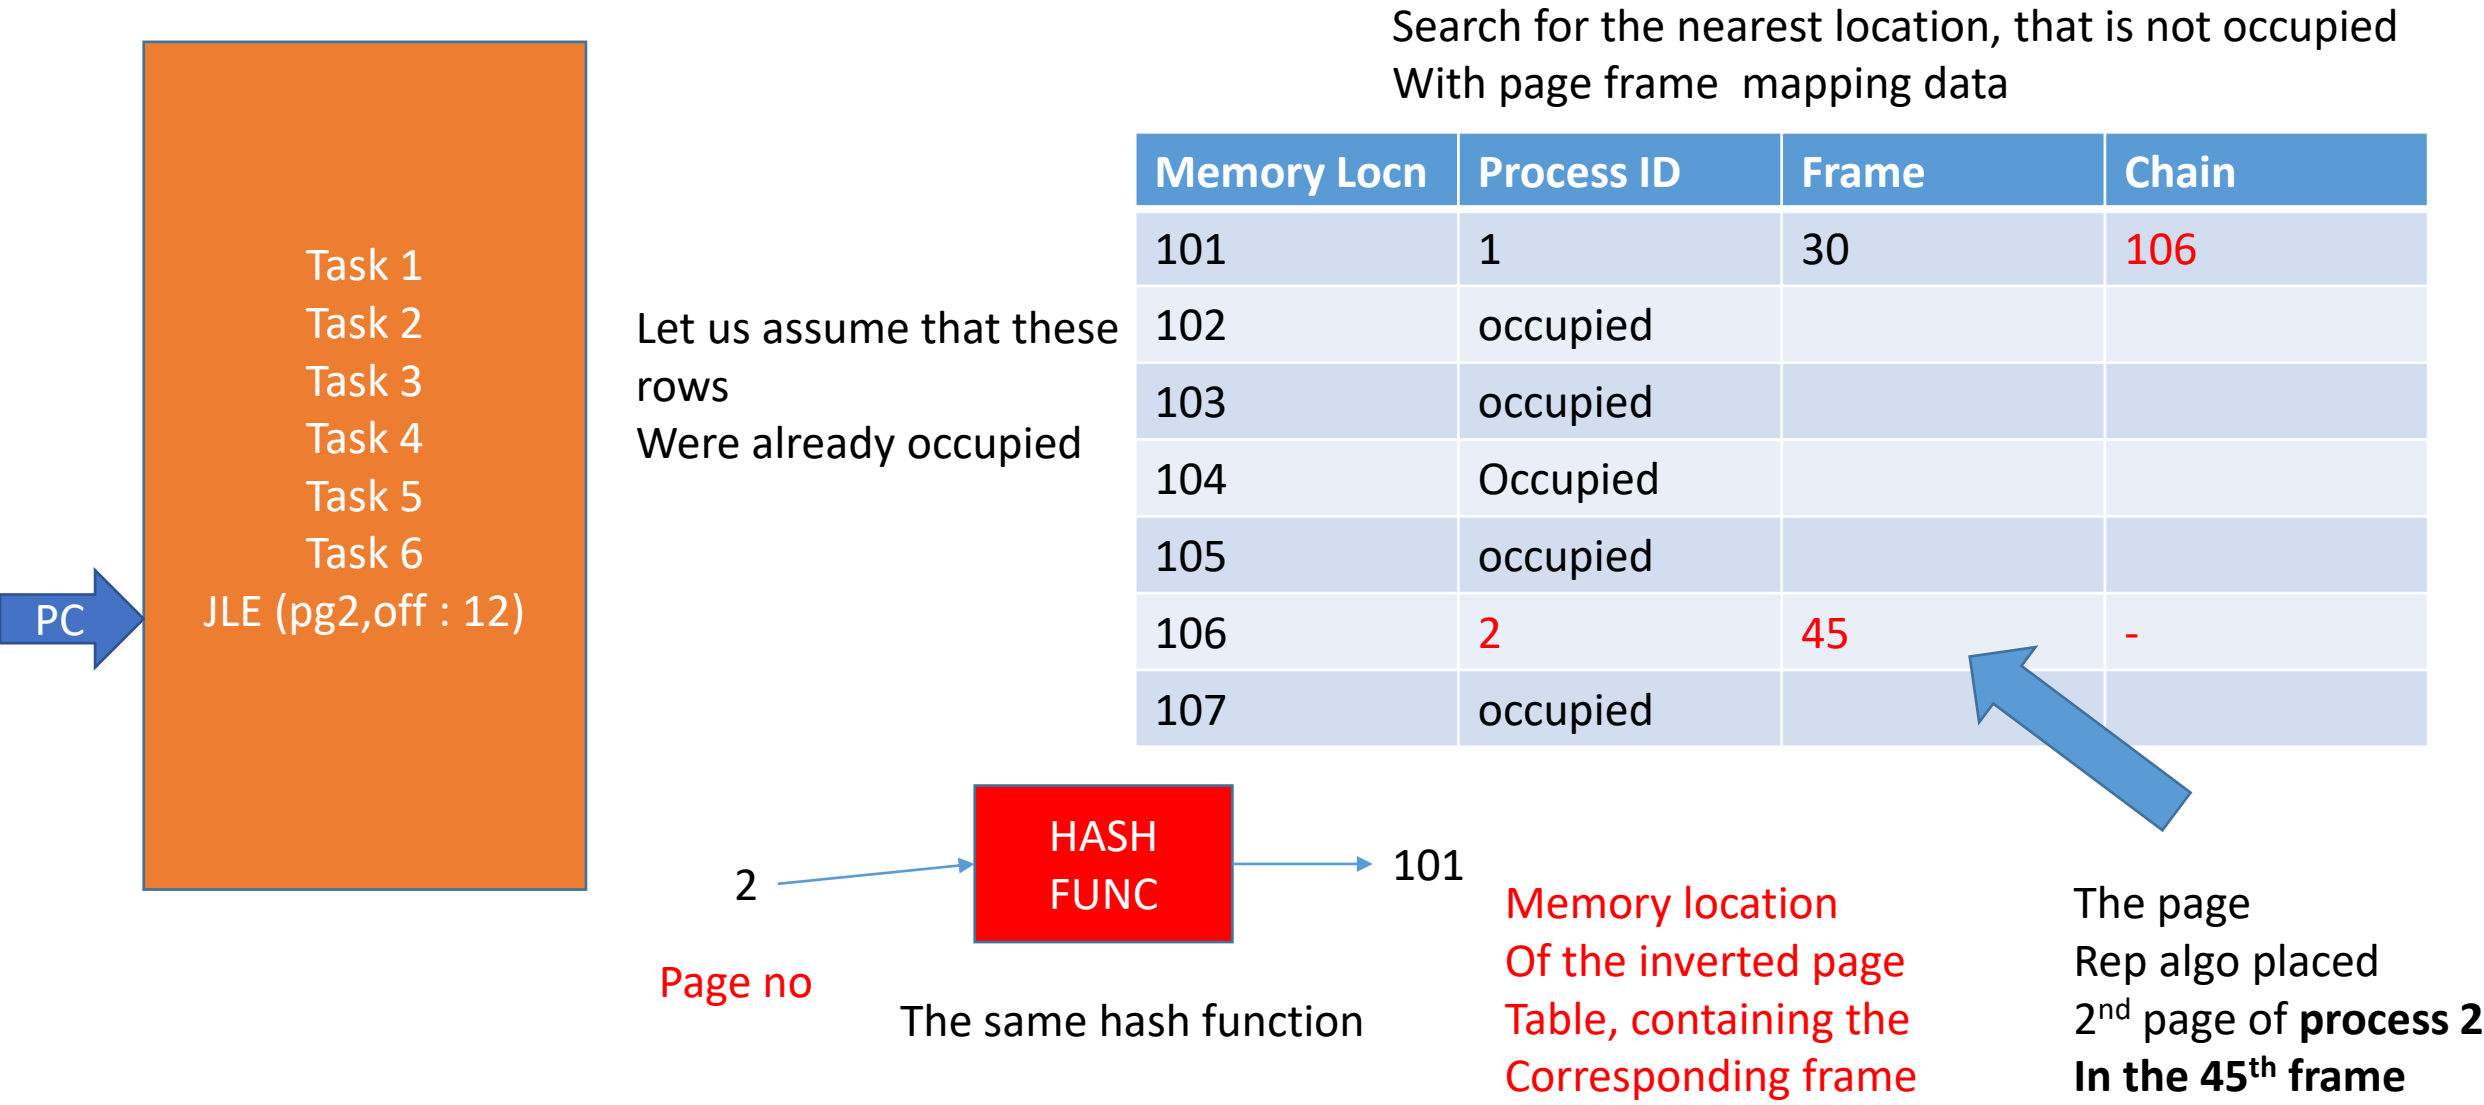 Search for the nearest location, that is not occupied
With page frame mapping data
Task 1
Task 2
Task 3
Task 4
Task 5
Task 6
JLE (pg2,off : 12)
PC
Let us assume that these
rows
Were already occupied
Memory Locn Process ID Frame Chain
101 1 30 106
102 occupied
103 occupied
104 Occupied
105 occupied
106 2 45 -
107 occupied
2
HASH
FUNC
101
Page no
The same hash function
Memory location
Of the inverted page
Table, containing the
Corresponding frame
The page
Rep algo placed
2nd page of process 2
In the 45th frame